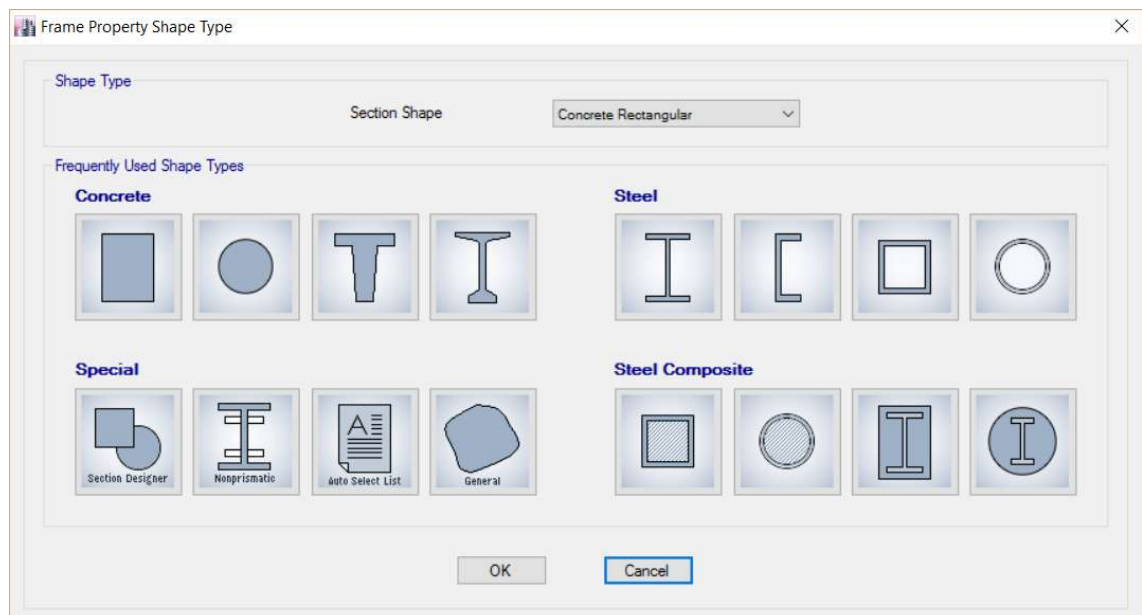 Frame Property Shape Type
Shape Type
Section Shape
Concrete Rectangular
Frequently Used Shape Types
Concrete
Steel
Special
Steel Composite
Section Designer
Nonprismatic
Auto Select List
General
OK
Cancel